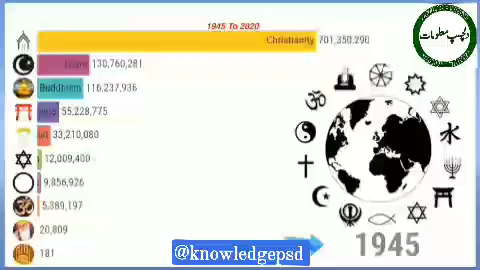 1945 To 2020
دلچسپ معلومات
Christianity 701,350,290
Islam 130,760,281
Buddhism 116,237,936
55,228,775
33,210,080
12,009,400
9,856,926
5,389,197
20,809
181
水
1945
@knowledgepsd